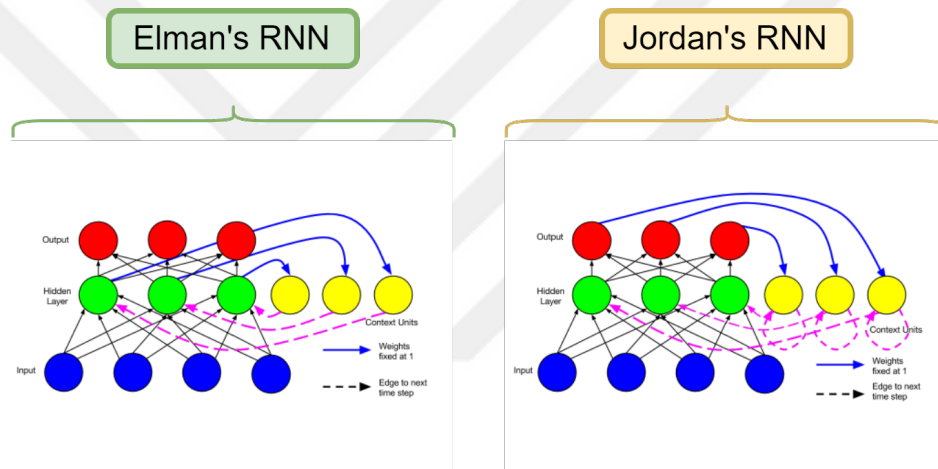 Elman's RNN
Jordan's RNN
Output
Hidden
Layer
Context Units
Weights
fixed at 1
Input
Edge to next
time step
Output
Hidden
Layer
Context Units
Weights
fixed at 1
Input
Edge to next
time step